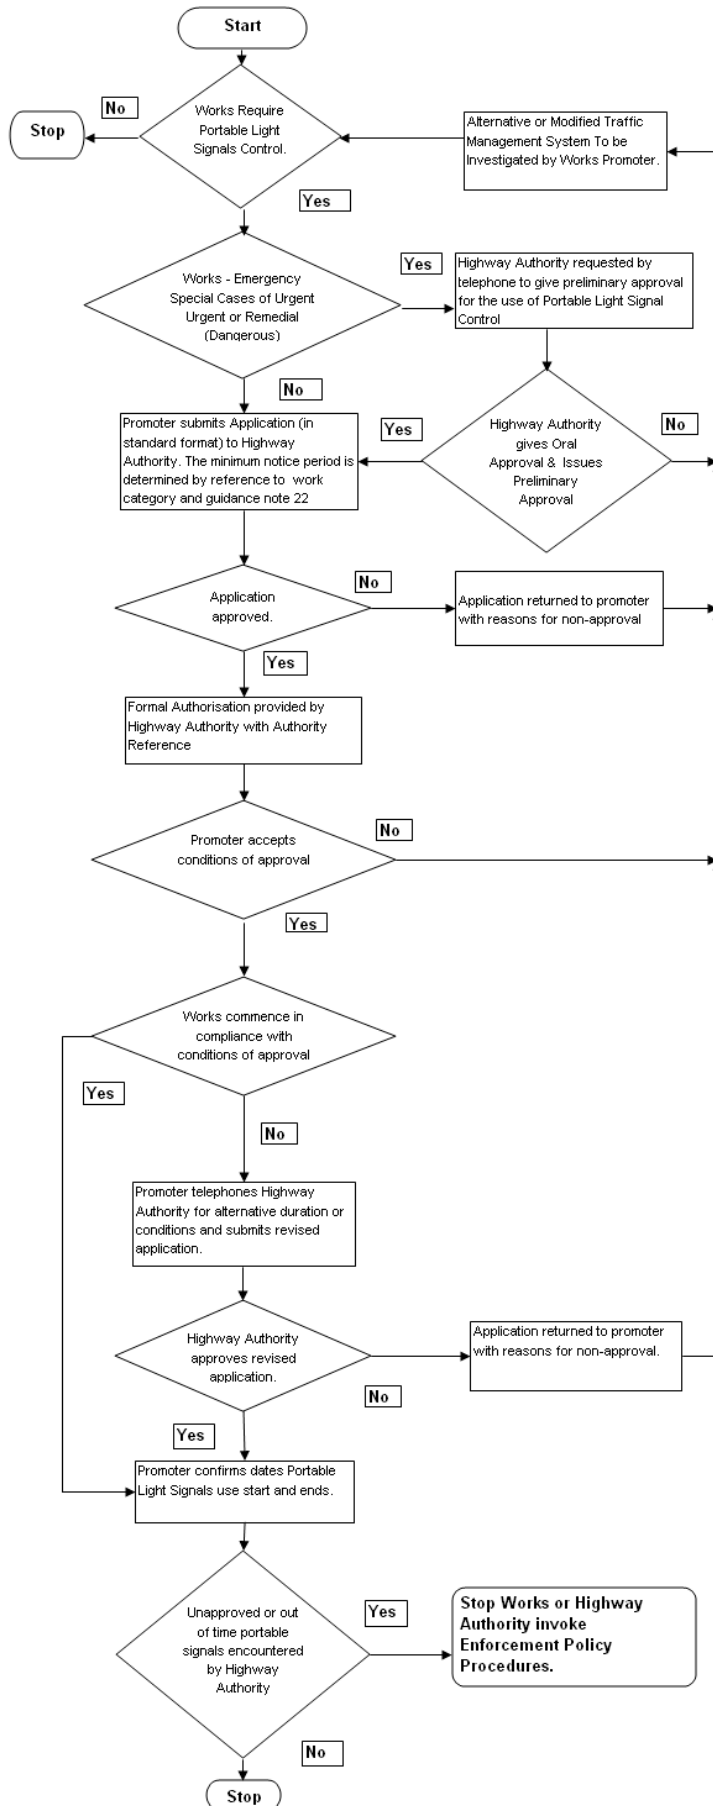 Start
No
Works Require
Portable Light
Signals Control.
Stop
Alternative or Modified Traffic
Management System To be
Investigated by Works Promoter.
Yes
Works - Emergency
Special Cases of Urgent
Urgent or Remedial
(Dangerous)
Yes
Highway Authority requested by
telephone to give preliminary approval
for the use of Portable Light Signal
Control
No
Promoter submits Application (in
standard format) to Highway
Authority. The minimum notice period is
determined by reference to work
category and guidance note 22
Yes
Highway Authority
gives Oral
Approval & Issues
Preliminary
Approval
No
Application
approved.
No
Application returned to promoter
with reasons for non-approval
Yes
Formal Authorisation provided by
Highway Authority with Authority
Reference
Promoter accepts
conditions of approval
No
Yes
Works commence in
compliance with
conditions of approval
Yes
No
Promoter telephones Highway
Authority for alternative duration or
conditions and submits revised
application.
Highway Authority
approves revised
application.
Application returned to promoter
with reasons for non-approval.
No
Yes
Promoter confirms dates Portable
Light Signals use start and ends.
Unapproved or out
of time portable
signals encountered
by Highway
Authority
Yes
Stop Works or Highway
Authority invoke
Enforcement Policy
Procedures.
No
Stop